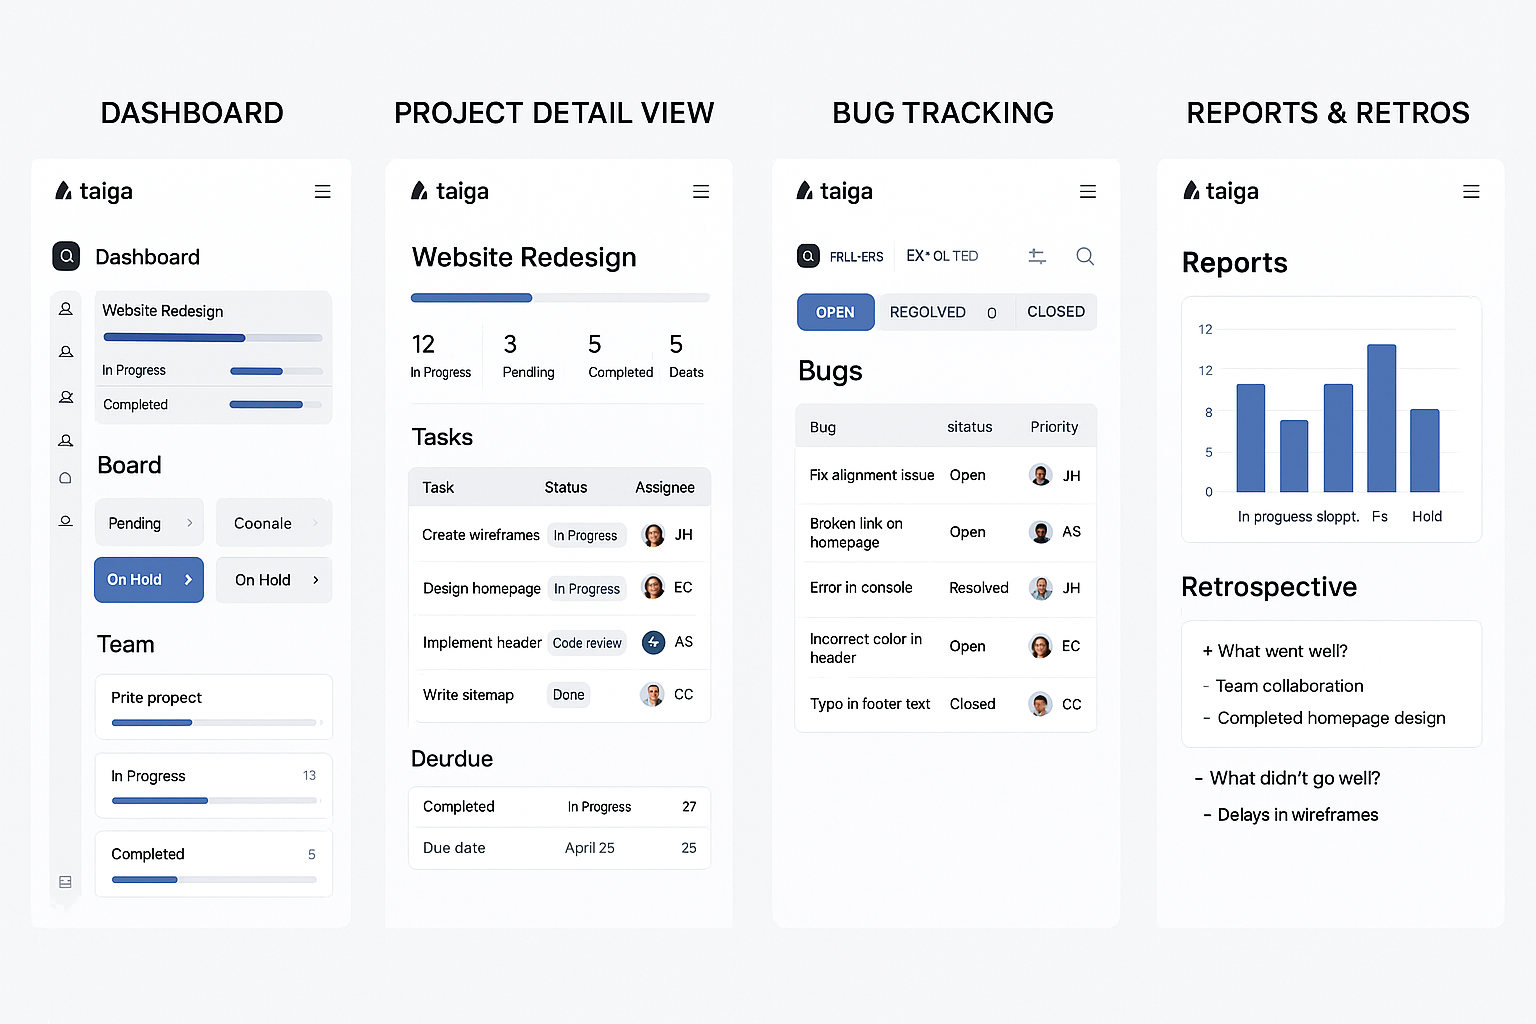 DASHBOARD
taiga
Dashboard
Website Redesign
In Progress
Completed
Board
Pending
Coonale
On Hold
On Hold
Team
Prite propect
In Progress 13
Completed 5
PROJECT DETAIL VIEW
taiga
Website Redesign
12 3 5 5
In Progress Pendling Completed Deats
Tasks
Task Status Assignee
Create wireframes In Progress JH
Design homepage In Progress EC
Implement header Code review AS
Write sitemap Done CC
Deurdue
Completed In Progress 27
Due date April 25 25
BUG TRACKING
taiga
FRLL-ERS EX* OL TED
OPEN REGOLVED 0 CLOSED
Bugs
Bug sitatus Priority
Fix alignment issue Open JH
Broken link on
homepage Open AS
Error in console Resolved JH
Incorrect color in
header Open EC
Typo in footer text Closed CC
REPORTS & RETROS
taiga
Reports
12
12
8
5
0
In proguess sloppt. Fs Hold
Retrospective
+ What went well?
- Team collaboration
- Completed homepage design
- What didn't go well?
- Delays in wireframes